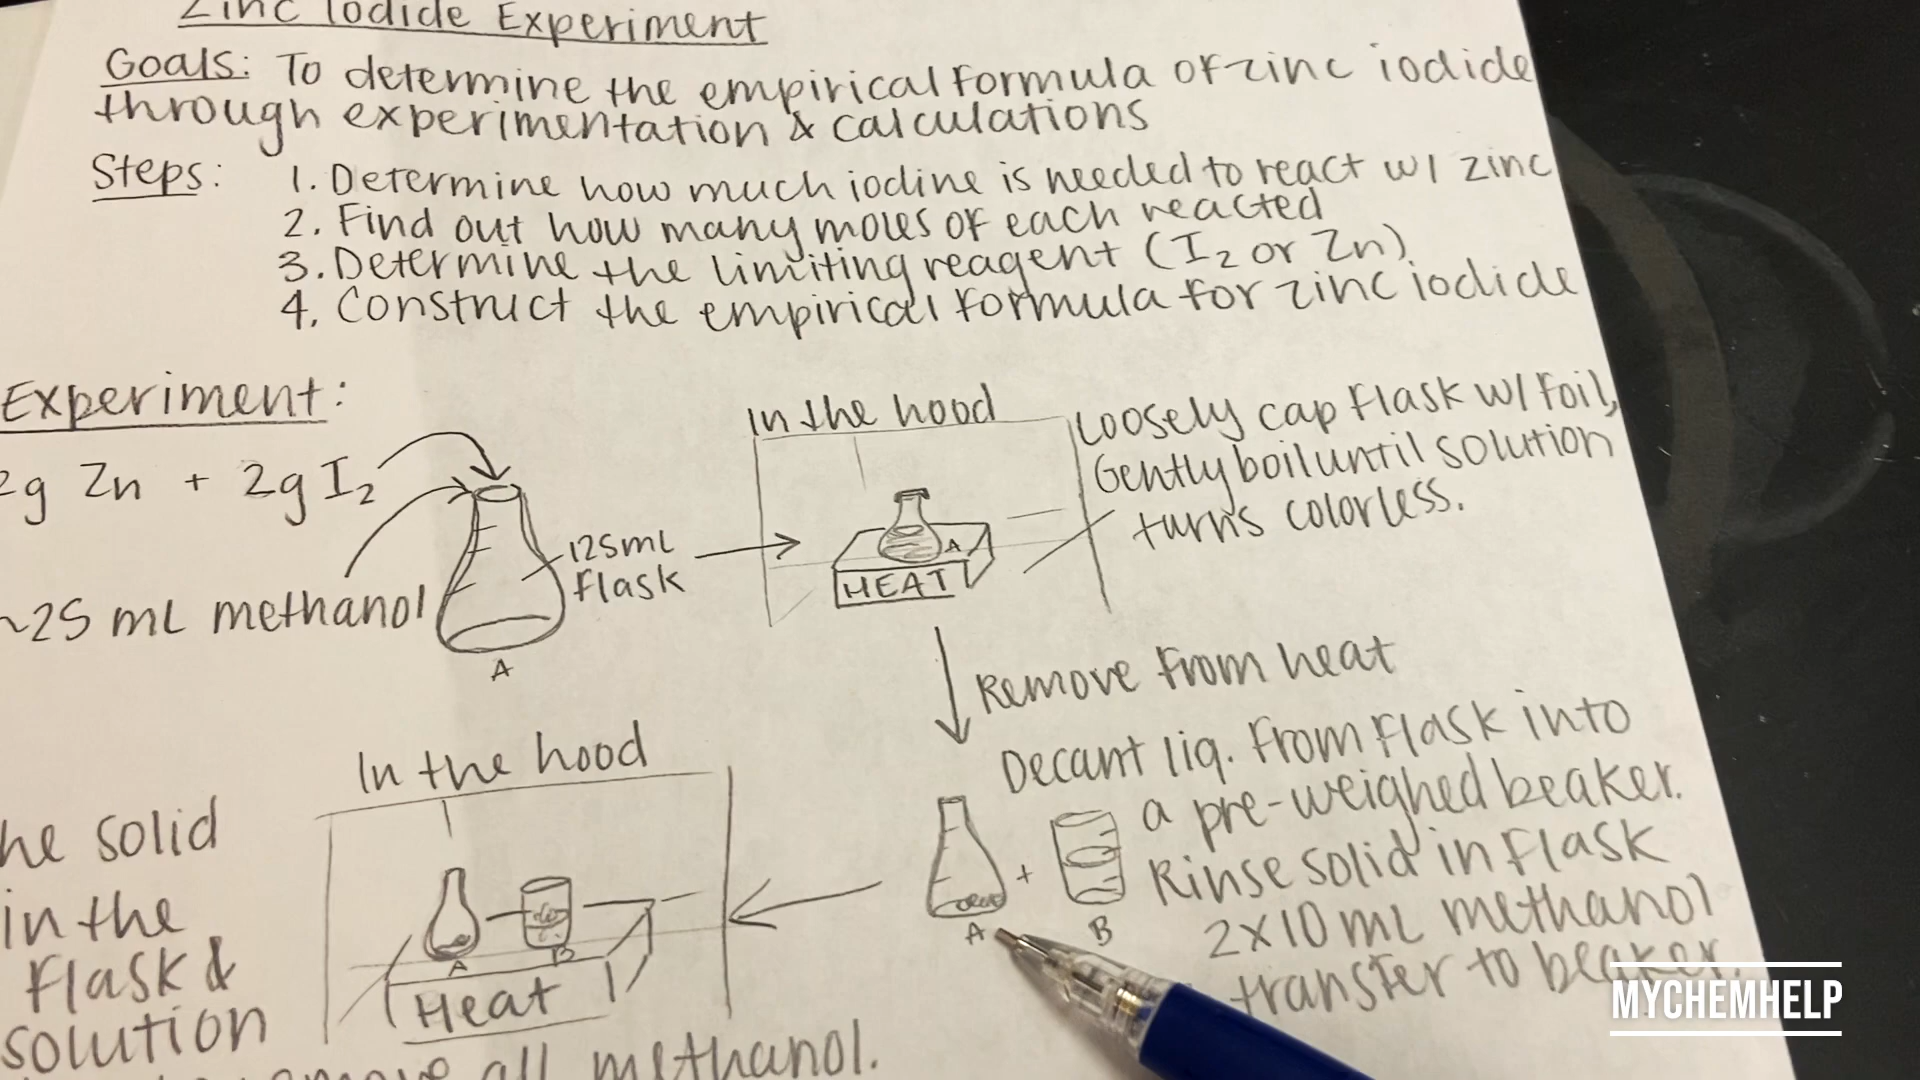 Zinc Iodide Experiment
Goals: To determine the empirical formula of zinc iodide
through experimentation & calculations
Steps: 1. Determine how much iodine is needed to react w/ zinc
2. Find out how many moles of each reacted
3. Determine the limiting reagent (I₂ or Zn).
4. Construct the empirical formula for zinc iodide
Experiment:
2g Zn + 2g I₂
~25 mL methanol
125mL
flask
A
In the hood
A
HEAT
Loosely cap flask w/ foil,
Gently boil until solution
turns colorless.
Remove from heat
Decant liq. from flask into
a pre-weighed beaker.
Rinse solid in flask
2x10 mL methanol
transfer to beaker.
A + B
In the hood
A B
Heat
he solid
in the
flask &
solution
remove all methanol.
MYCHEMHELP